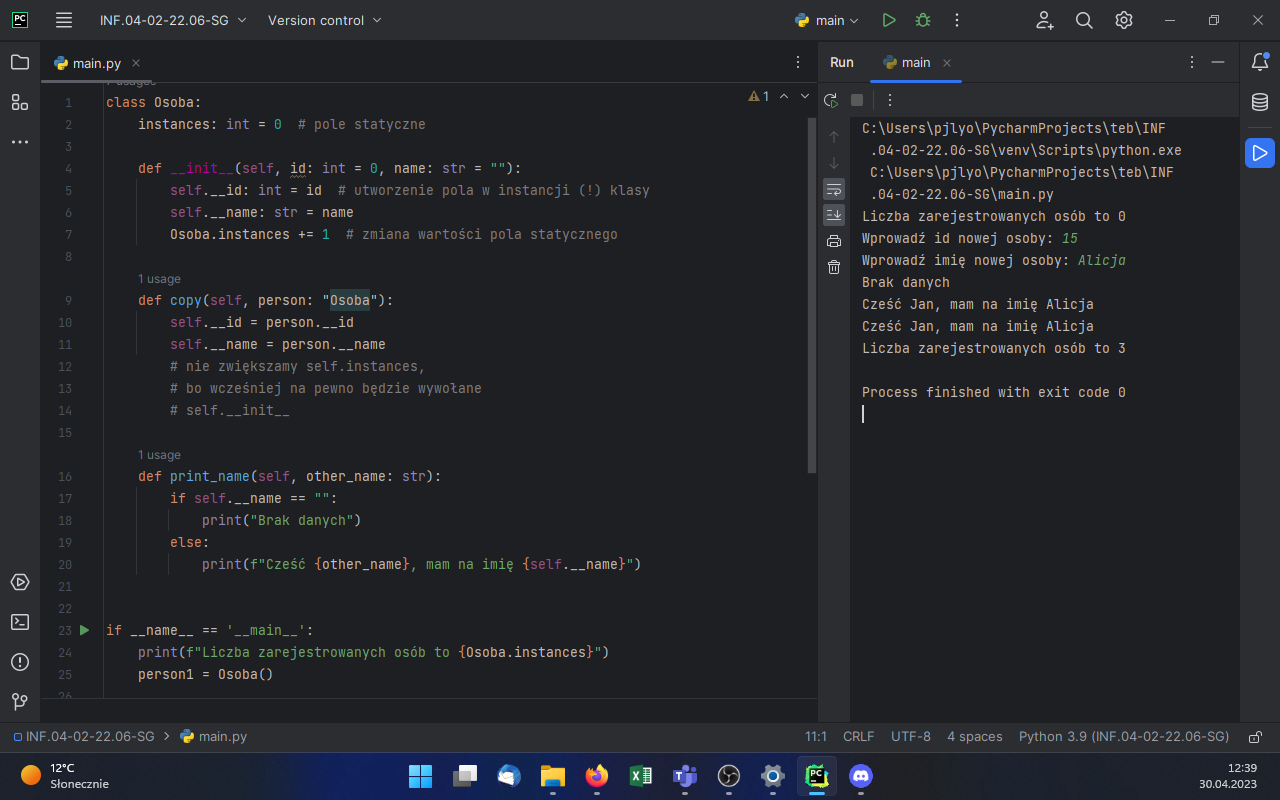 PC INF.04-02-22.06-SG Version control main
main.py
Run main
1 class Osoba:
2 instances: int = 0 # pole statyczne
3
4 def __init__(self, id: int = 0, name: str = ""):
5 self.__id: int = id # utworzenie pola w instancji (!) klasy
6 self.__name: str = name
7 Osoba.instances += 1 # zmiana wartości pola statycznego
8
1 usage
9 def copy(self, person: "Osoba"):
10 self.__id = person.__id
11 self.__name = person.__name
12 # nie zwiększamy self.instances,
13 # bo wcześniej na pewno będzie wywołane
14 # self.__init__
15
1 usage
16 def print_name(self, other_name: str):
17 if self.__name == "":
18 print("Brak danych")
19 else:
20 print(f"Cześć {other_name}, mam na imię {self.__name}")
21
22
23 if __name__ == '__main__':
24 print(f"Liczba zarejestrowanych osób to {Osoba.instances}")
25 person1 = Osoba()
26
1
C:\Users\pjlyo\PycharmProjects\teb\INF
.04-02-22.06-SG\venv\Scripts\python.exe
C:\Users\pjlyo\PycharmProjects\teb\INF
.04-02-22.06-SG\main.py
Liczba zarejestrowanych osób to 0
Wprowadź id nowej osoby: 15
Wprowadź imię nowej osoby: Alicja
Brak danych
Cześć Jan, mam na imię Alicja
Cześć Jan, mam na imię Alicja
Liczba zarejestrowanych osób to 3
Process finished with exit code 0
INF.04-02-22.06-SG main.py 11:1 CRLF UTF-8 4 spaces Python 3.9 (INF.04-02-22.06-SG)
12°C
Słonecznie
PC
12:39
30.04.2023